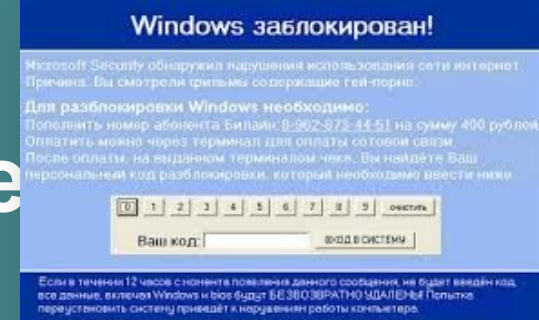 Windows заблокирован!
Microsoft Security обнаружил нарушения использования сети интернет.
Причина: Вы смотрели фильмы содержащие гей-порно.
Для разблокировки Windows необходимо:
Пополнить номер абонента Билайн: 8-962-873-44-51 на сумму 400 рублей.
Оплатить можно через терминал для оплаты сотовой связи.
После оплаты, на выданном терминалом чеке, Вы найдёте Ваш
персональный код разблокировки, который необходимо ввести ниже.
e
0 1 2 3 4 5 6 7 8 9 очистить
Ваш код: ВХОД В СИСТЕМУ
Если в течении 12 часов с момента появления данного сообщения, не будет введён код,
все данные, включая Windows и bios будут БЕЗВОЗВРАТНО УДАЛЕНЫ! Попытка
переустановить систему приведёт к нарушениям работы компьютера.